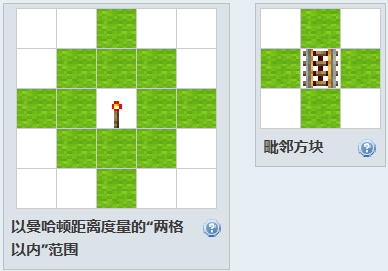 以曼哈顿距离度量的“两格
以内”范围
毗邻方块